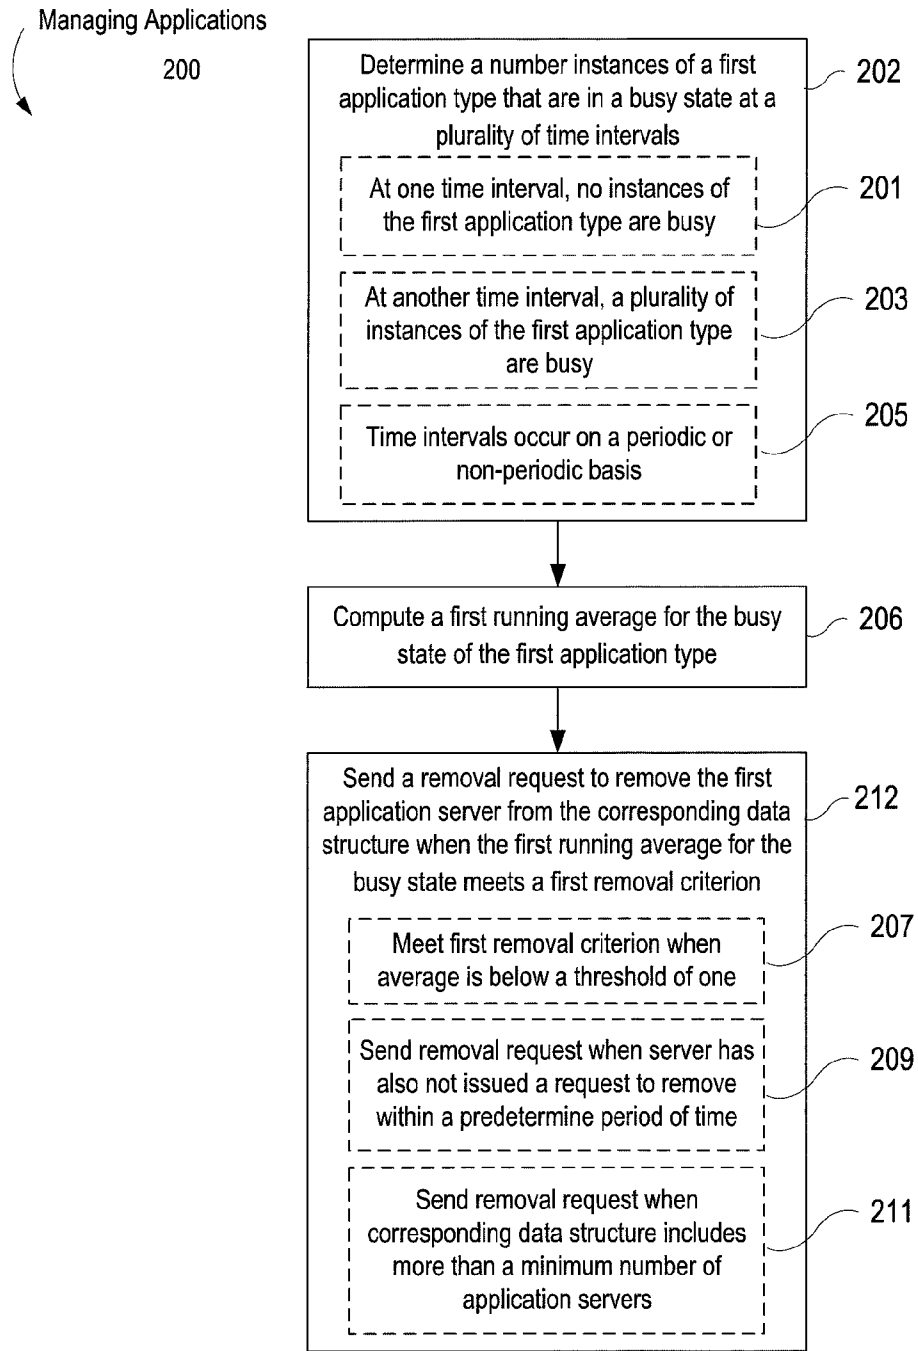 Managing Applications
200
Determine a number instances of a first
application type that are in a busy state at a
plurality of time intervals
202
At one time interval, no instances of
the first application type are busy
201
At another time interval, a plurality of
instances of the first application type
are busy
203
Time intervals occur on a periodic or
non-periodic basis
205
Compute a first running average for the busy
state of the first application type
206
Send a removal request to remove the first
application server from the corresponding data
structure when the first running average for the
busy state meets a first removal criterion
212
Meet first removal criterion when
average is below a threshold of one
207
Send removal request when server has
also not issued a request to remove
within a predetermine period of time
209
Send removal request when
corresponding data structure includes
more than a minimum number of
application servers
211